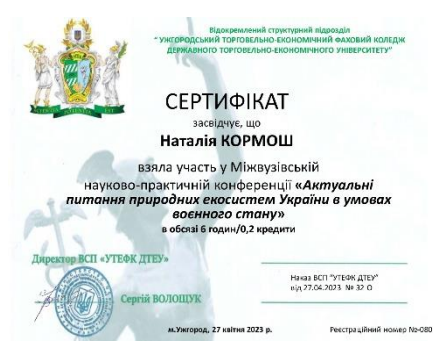 Відокремлений структурний підрозділ
" УЖГОРОДСЬКИЙ ТОРГОВЕЛЬНО-ЕКОНОМІЧНИЙ ФАХОВИЙ КОЛЕДЖ
ДЕРЖАВНОГО ТОРГОВЕЛЬНО-ЕКОНОМІЧНОГО УНІВЕРСИТЕТУ"
СЕРТИФІКАТ
засвідчує, що
Наталія КОРМОШ
взяла участь у Міжвузівській
науково-практичній конференції «Актуальні
питання природних екосистем України в умовах
воєнного стану»
в обсязі 6 годин/0,2 кредити
Директор ВСП «УТЕФК ДТЕУ»
Сергій ВОЛОЩУК
Наказ ВСП "УТЕФК ДТЕУ"
від 27.04.2023 № 32 О
м.Ужгород, 27 квітня 2023 р.
Реєстраційний номер №-080